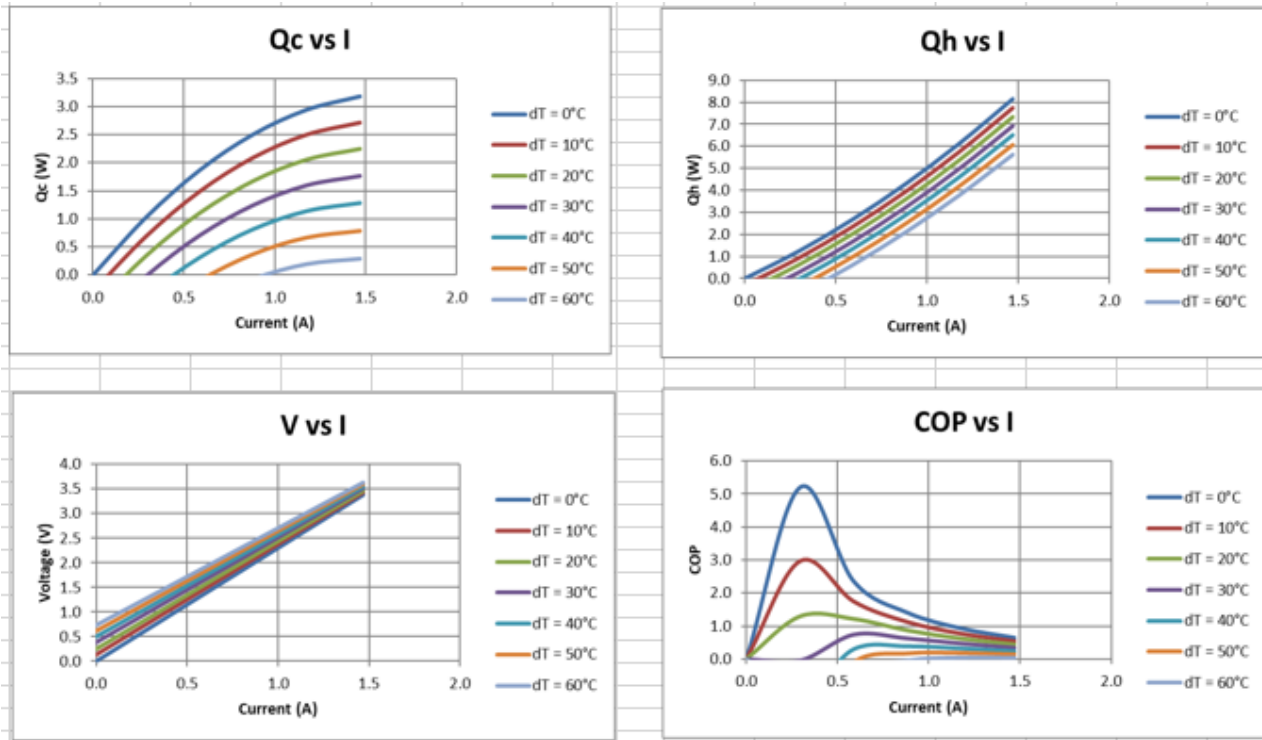 Qc vs I
3.5
3.0
2.5
2.0
1.5
1.0
0.5
0.0
Qc (W)
0.0 0.5 1.0 1.5 2.0
Current (A)
dT = 0°C
dT = 10°C
dT = 20°C
dT = 30°C
dT = 40°C
dT = 50°C
dT = 60°C
Qh vs I
9.0
8.0
7.0
6.0
5.0
4.0
3.0
2.0
1.0
0.0
Qh (W)
0.0 0.5 1.0 1.5 2.0
Current (A)
dT = 0°C
dT = 10°C
dT = 20°C
dT = 30°C
dT = 40°C
dT = 50°C
dT = 60°C
V vs I
4.0
3.5
3.0
2.5
2.0
1.5
1.0
0.5
0.0
Voltage (V)
0.0 0.5 1.0 1.5 2.0
Current (A)
dT = 0°C
dT = 10°C
dT = 20°C
dT = 30°C
dT = 40°C
dT = 50°C
dT = 60°C
COP vs I
6.0
5.0
4.0
3.0
2.0
1.0
0.0
COP
0.0 0.5 1.0 1.5 2.0
Current (A)
dT = 0°C
dT = 10°C
dT = 20°C
dT = 30°C
dT = 40°C
dT = 50°C
dT = 60°C